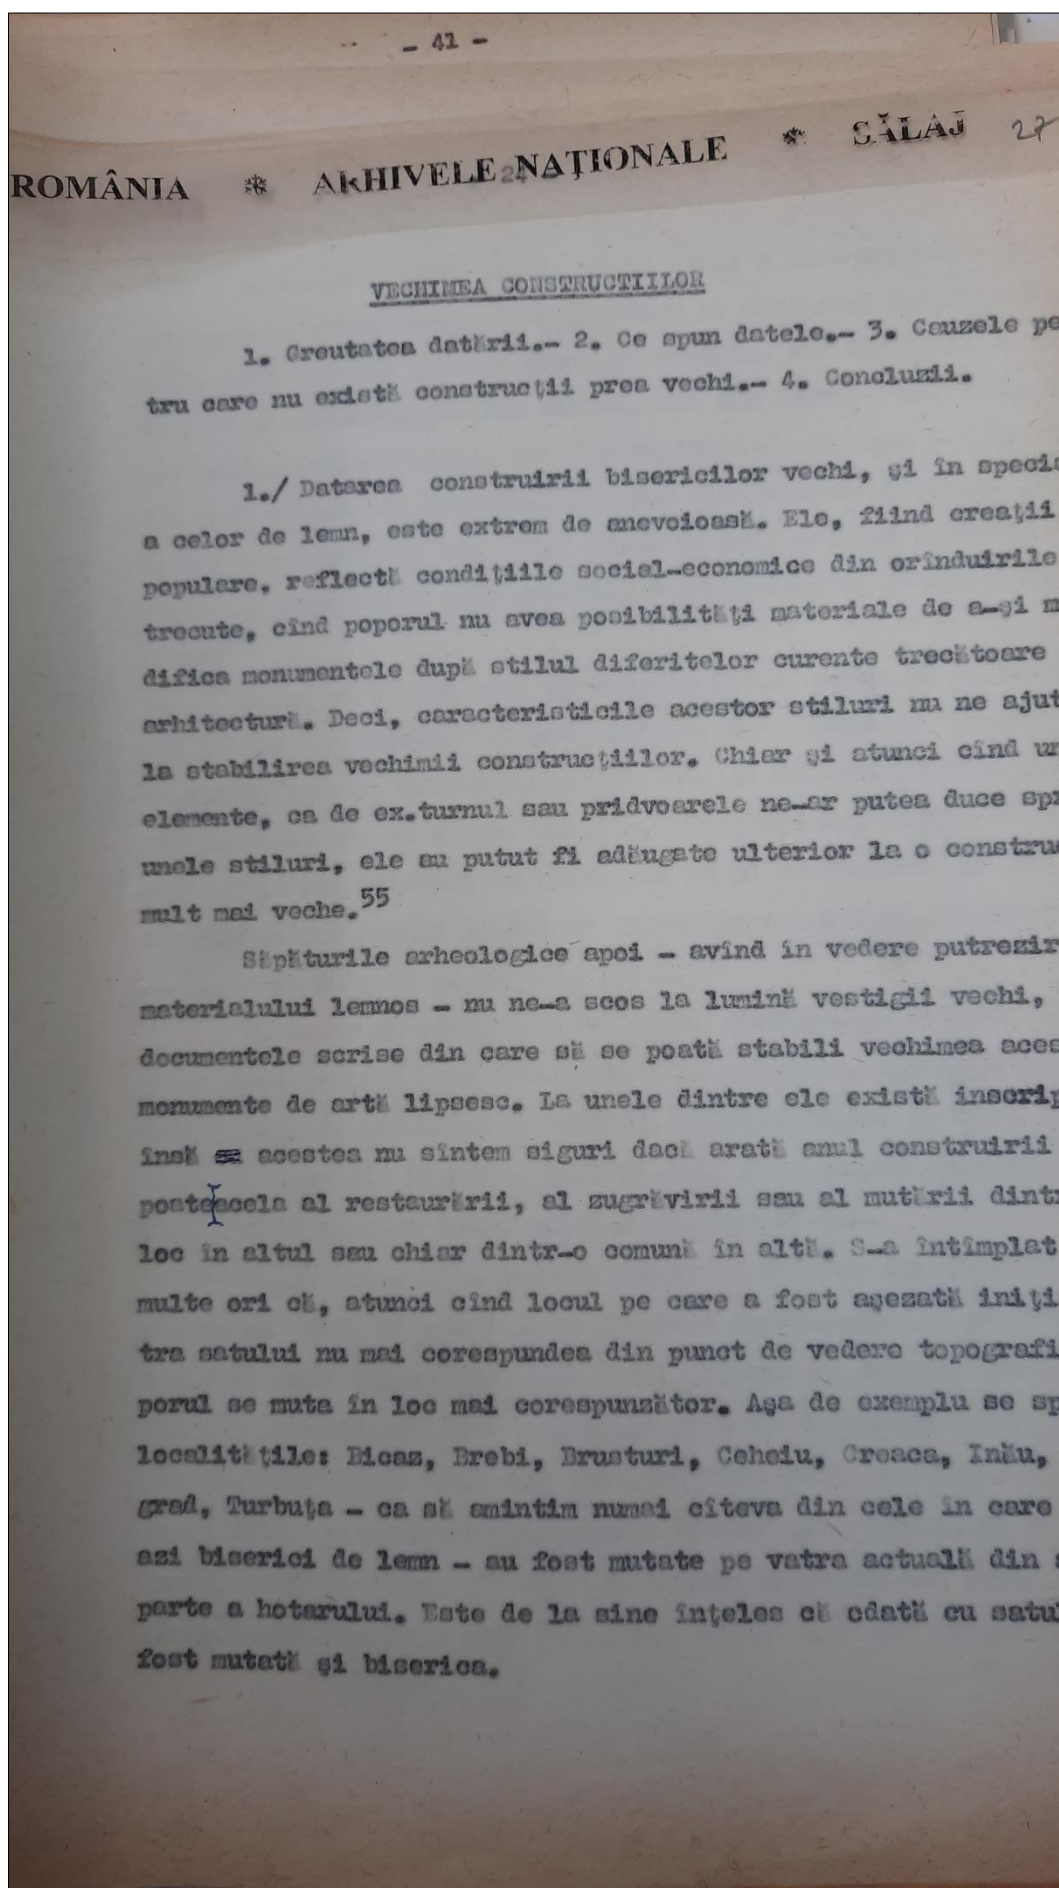 - 41 -
ROMÂNIA * ARHIVELE NAȚIONALE * SĂLAJ 27
VECHIMEA CONSTRUCTIILOR
1. Greutatea datării.- 2. Ce spun datele.- 3. Cauzele pe
tru care nu există construcții prea vechi.- 4. Concluzii.
1./ Datarea construirii bisericilor vechi, și în speci
a celor de lemn, este extrem de anevoioasă. Ele, fiind creații
populare, reflectă condițiile social-economice din orînduirile
trecute, cînd poporul nu avea posibilități materiale de a-și m
difica monumentele după stilul diferitelor curente trecătoare
arhitectură. Deci, caracteristicile acestor stiluri nu ne ajut
la stabilirea vechimii construcțiilor. Chiar și atunci cînd un
elemente, ca de ex.turnul sau pridvoarele ne-ar putea duce spr
unele stiluri, ele au putut fi adăugate ulterior la o constru
mult mai veche.55
Săpăturile arheologice apoi - avînd în vedere putrezir
materialului lemnos - nu ne-a scos la lumină vestigii vechi,
documentele scrise din care să se poată stabili vechimea aces
monumente de artă lipsesc. La unele dintre ele există inscrip
însă acestea nu sîntem siguri dacă arată anul construirii
poateacela al restaurării, al zugrăvirii sau al mutării dintr
loc în altul sau chiar dintr-o comună în altă. S-a întîmplat
multe ori că, atunci cînd locul pe care a fost așezată iniți
tra satului nu mai corespundea din punct de vedere topografi
porul se muta în loc mai corespunzător. Așa de exemplu se sp
localitățile: Bicaz, Brebi, Brusturi, Ceheiu, Creaca, Inău,
grad, Turbuța - ca să amintim numai cîteva din cele în care
azi biserici de lemn - au fost mutate pe vatra actuală din
parte a hotarului. Este de la sine înțeles că odată cu satu
fost mutată și biserica.